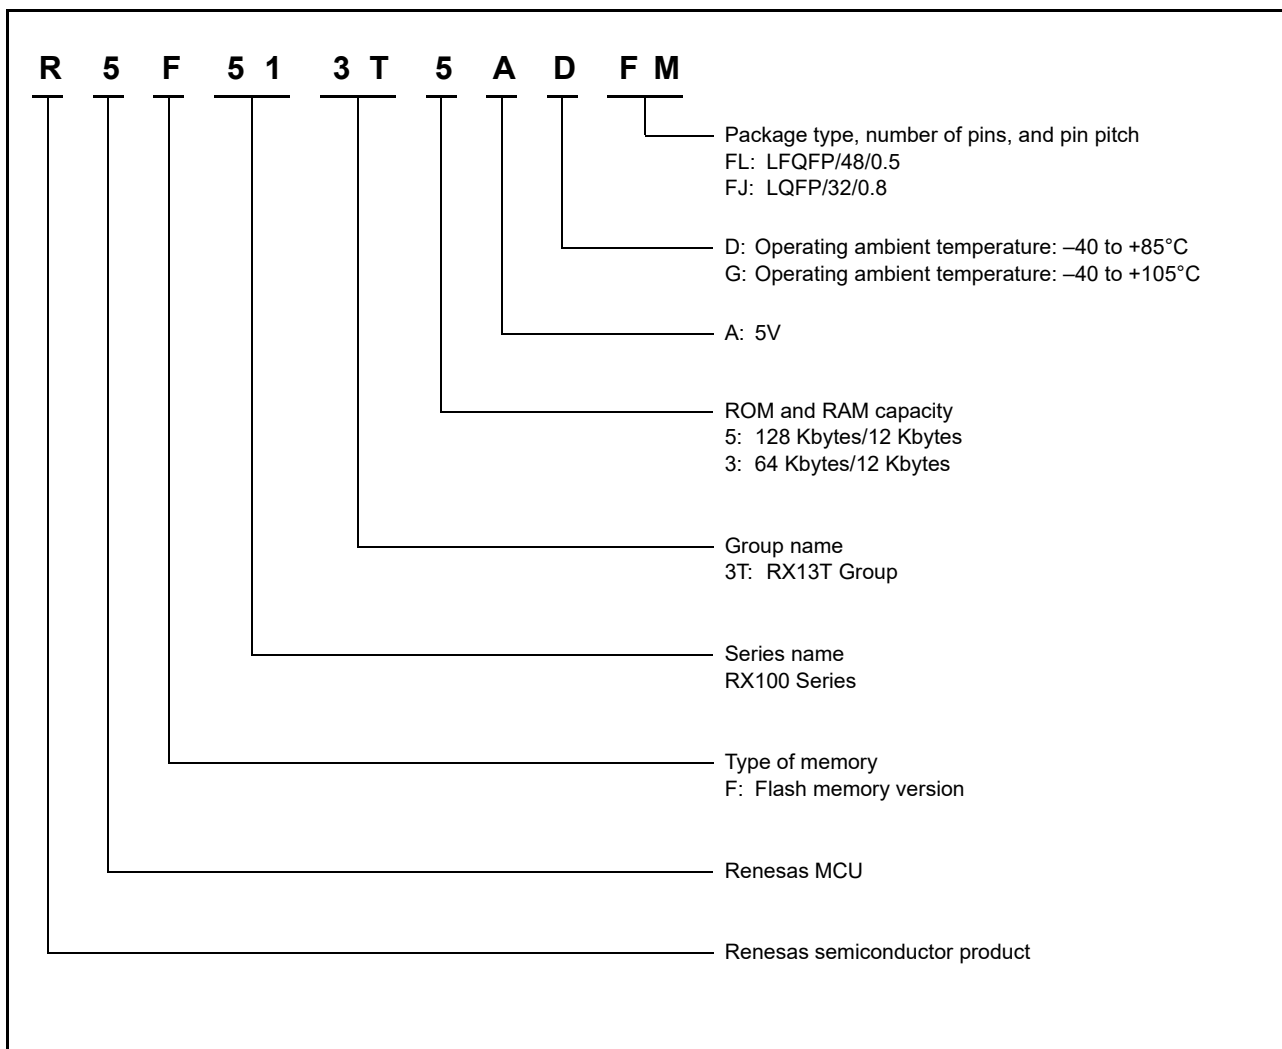 R 5 F 5 1 3 T 5 A D F M
Package type, number of pins, and pin pitch
FL: LFQFP/48/0.5
FJ: LQFP/32/0.8
D: Operating ambient temperature: –40 to +85°C
G: Operating ambient temperature: –40 to +105°C
A: 5V
ROM and RAM capacity
5: 128 Kbytes/12 Kbytes
3: 64 Kbytes/12 Kbytes
Group name
3T: RX13T Group
Series name
RX100 Series
Type of memory
F: Flash memory version
Renesas MCU
Renesas semiconductor product